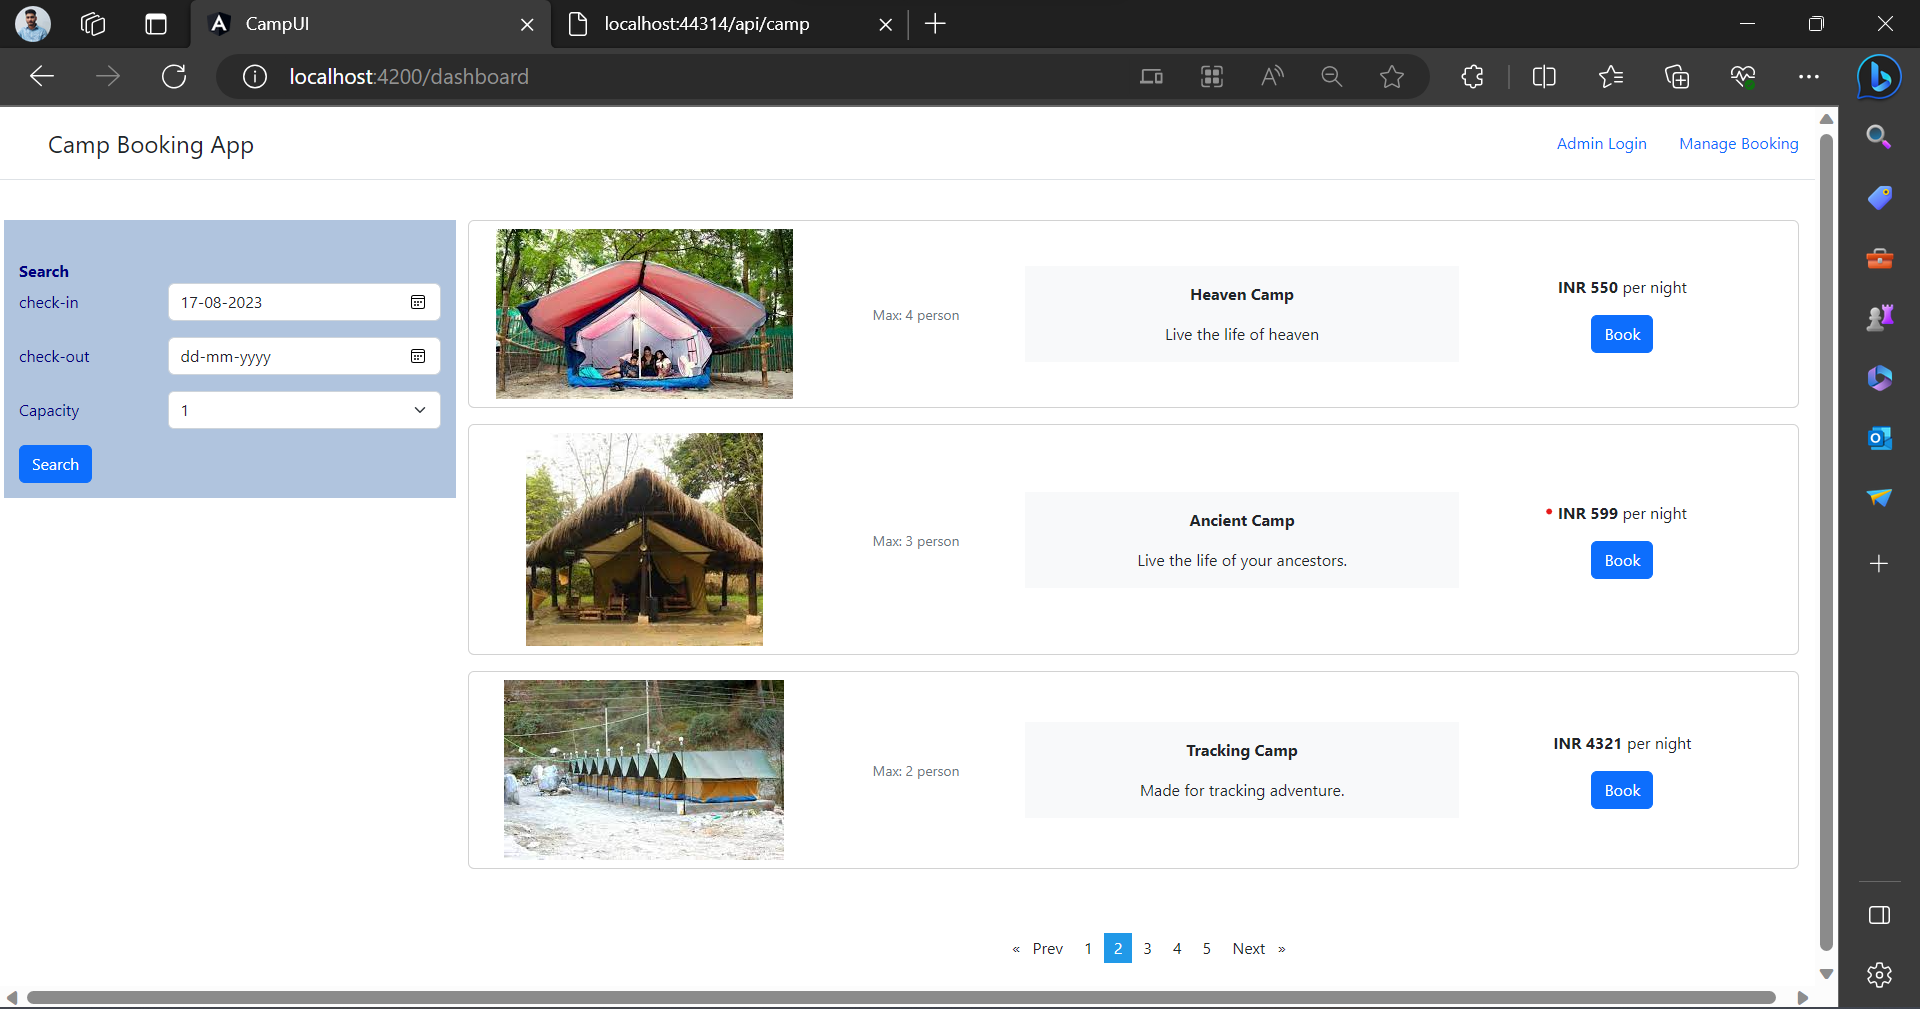 CampUI
localhost:44314/api/camp
localhost:4200/dashboard
Camp Booking App
Admin Login
Manage Booking
Search
check-in
17-08-2023
check-out
dd-mm-yyyy
Capacity
1
Search
Max: 4 person
Heaven Camp
Live the life of heaven
INR 550 per night
Book
Max: 3 person
Ancient Camp
Live the life of your ancestors.
INR 599 per night
Book
Max: 2 person
Tracking Camp
Made for tracking adventure.
INR 4321 per night
Book
« Prev 1 2 3 4 5 Next »